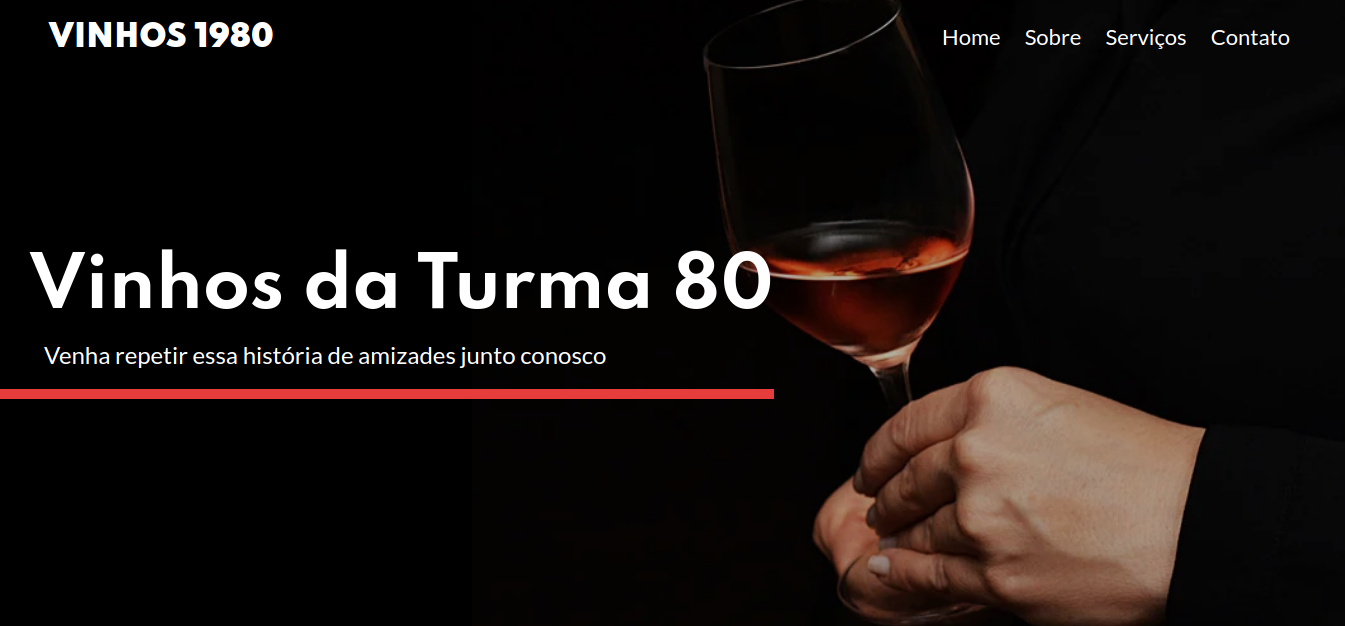 VINHOS 1980
Home Sobre Serviços Contato
Vinhos da Turma 80
Venha repetir essa história de amizades junto conosco